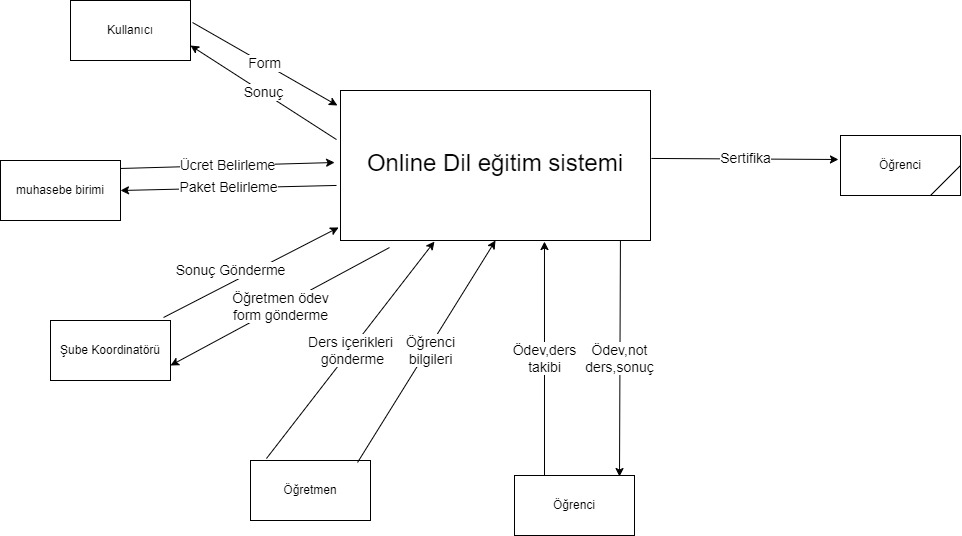 Kullanıcı
Form
Sonuç
Online Dil eğitim sistemi
Ücret Belirleme
Paket Belirleme
muhasebe birimi
Sertifika
Öğrenci
Sonuç Gönderme
Öğretmen ödev
form gönderme
Şube Koordinatörü
Ders içerikleri
gönderme
Öğrenci
bilgileri
Ödev,ders
takibi
Ödev,not
ders,sonuç
Öğretmen
Öğrenci